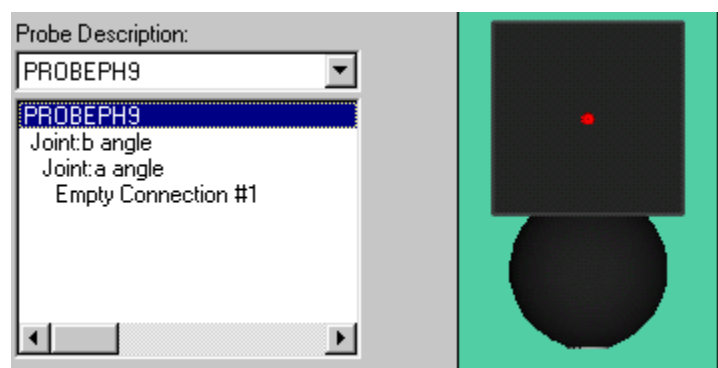 Probe Description:
PROBEPH9
PROBEPH9
Joint:b angle
Joint:a angle
Empty Connection #1